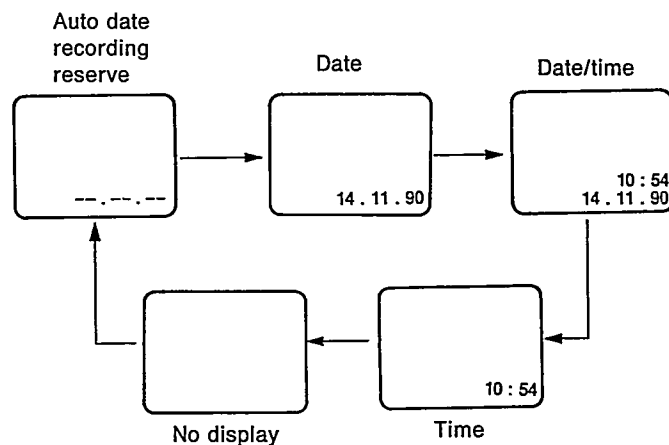 Auto date
recording
reserve
Date
Date/time
--.--.--
14.11.90
10:54
14.11.90
10:54
No display
Time